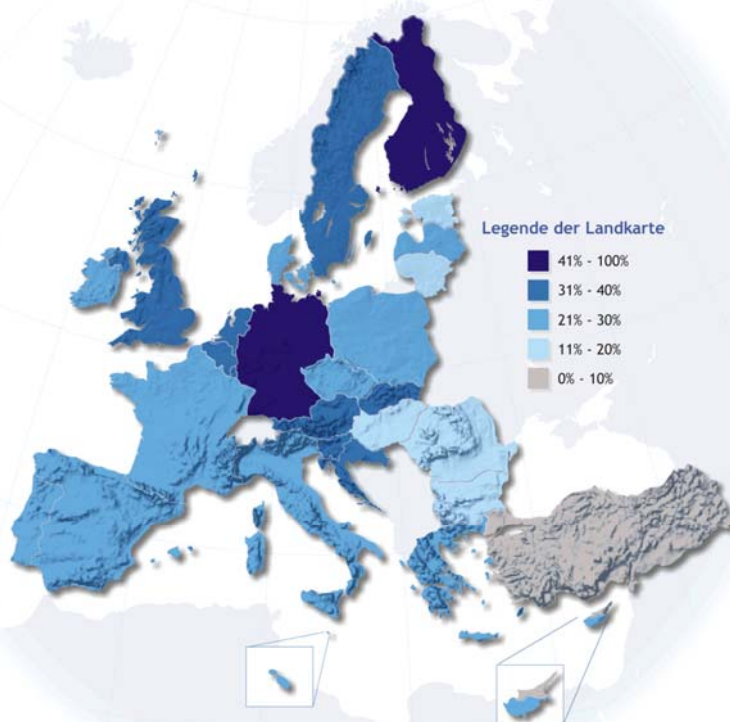 Legende der Landkarte
41% - 100%
31% - 40%
21% - 30%
11% - 20%
0% - 10%